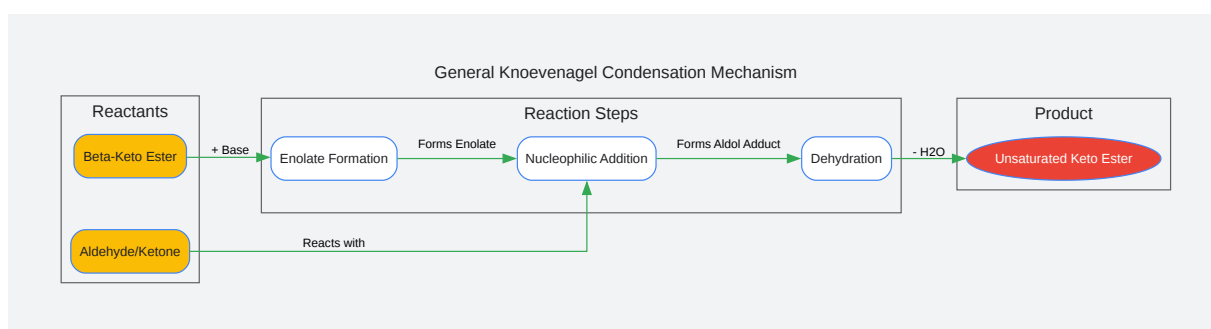 General Knoevenagel Condensation Mechanism
Reactants
Beta-Keto Ester
Aldehyde/Ketone
+ Base
Reacts with
Reaction Steps
Enolate Formation
Forms Enolate
Nucleophilic Addition
Forms Aldol Adduct
Dehydration
- H2O
Product
Unsaturated Keto Ester